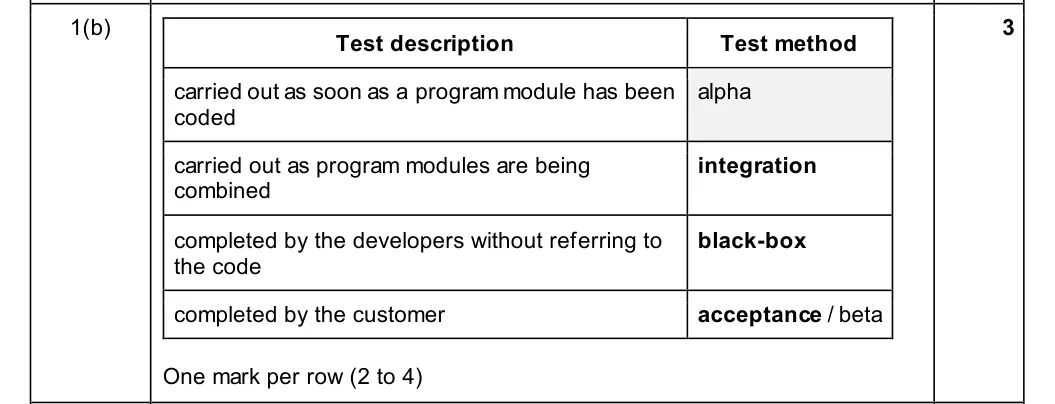 1(b)
Test description
Test method
3
carried out as soon as a program module has been
coded
alpha
carried out as program modules are being
combined
integration
completed by the developers without referring to
the code
black-box
completed by the customer
acceptance / beta
One mark per row (2 to 4)